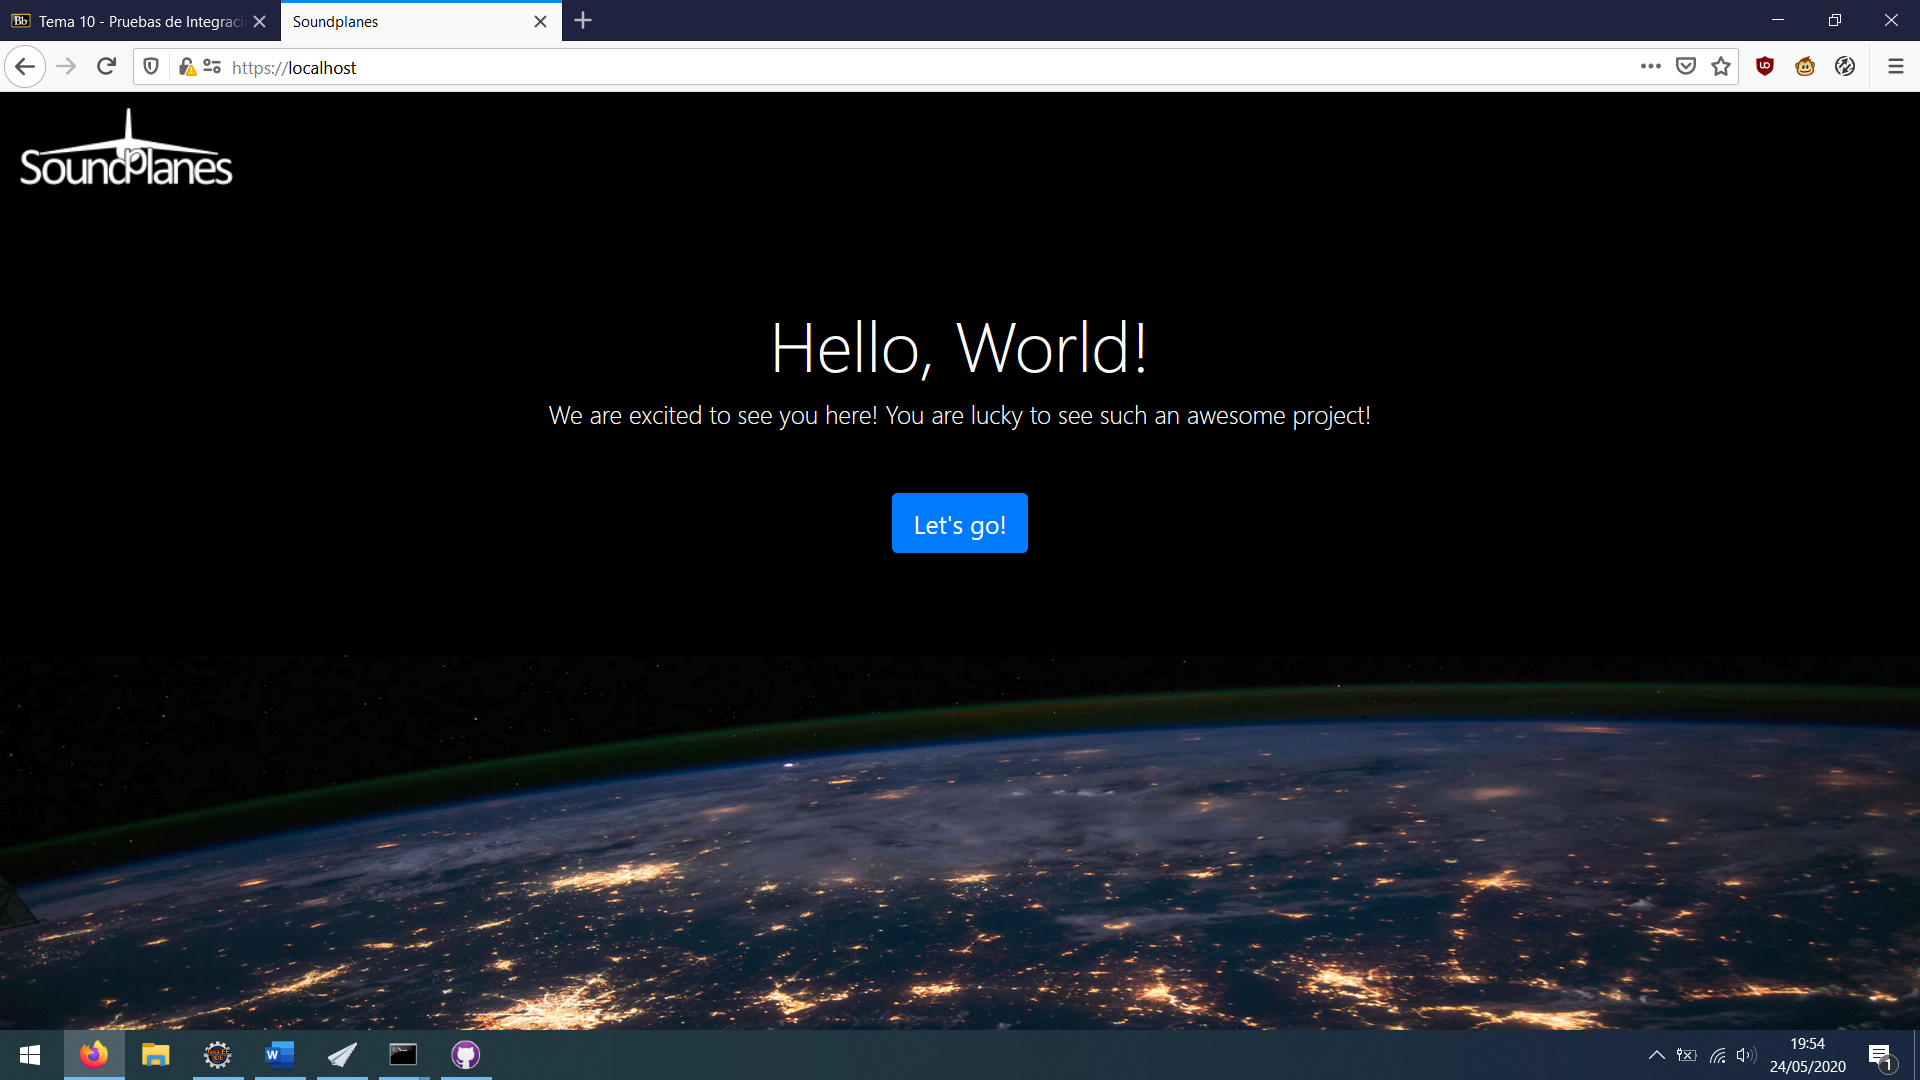 Tema 10 - Pruebas de Integraci
Soundplanes
https://localhost
SoundPlanes
Hello, World!
We are excited to see you here! You are lucky to see such an awesome project!
Let's go!
19:54
24/05/2020
1